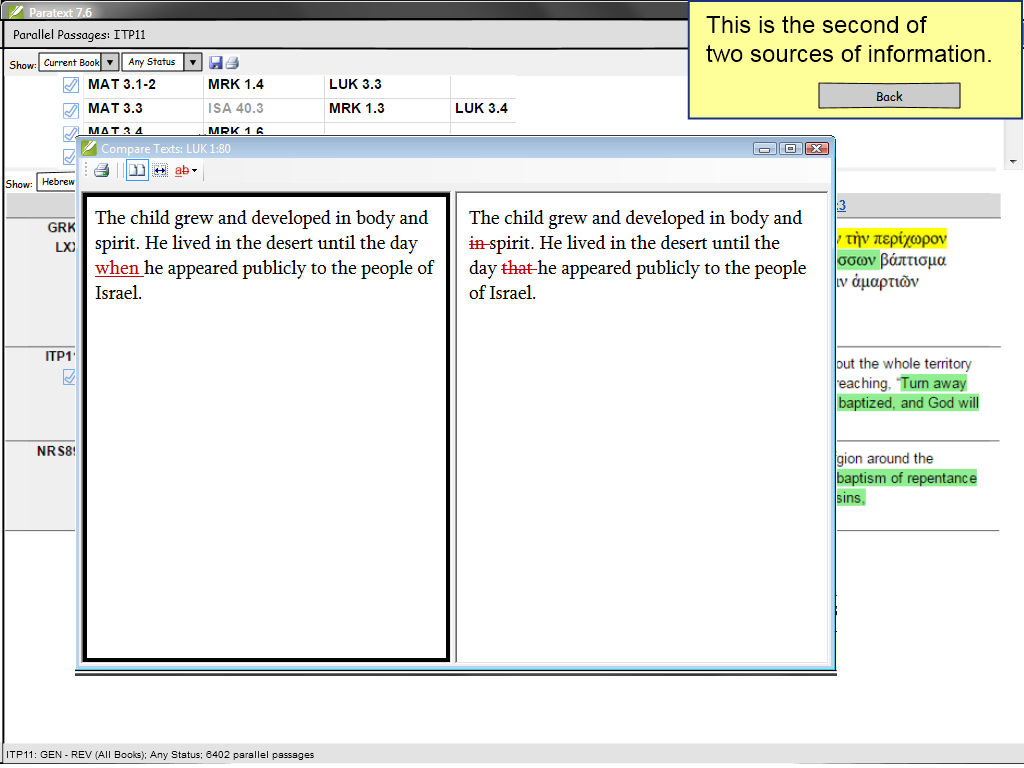 Paratext 7.6
This is the second of
two sources of information.
Back
Parallel Passages: ITP11
Show: Current Book Any Status
MAT 3.1-2 MRK 1.4 LUK 3.3
MAT 3.3 ISA 40.3 MRK 1.3 LUK 3.4
MAT 3.4 MRK 1.6
Compare Texts: LUK 1:80
ab
Show: Hebrew
The child grew and developed in body and
spirit. He lived in the desert until the day
when he appeared publicly to the people of
Israel.
The child grew and developed in body and
in spirit. He lived in the desert until the
day that he appeared publicly to the people
of Israel.
:3
GRK
LXX
τὴν περίχωρον
σσων βάπτισμα
ιν ἁμαρτιῶν
ITP11
out the whole territory
reaching, “Turn away
baptized, and God will
NRS89
gion around the
baptism of repentance
sins,
ITP11: GEN - REV (All Books); Any Status; 6402 parallel passages